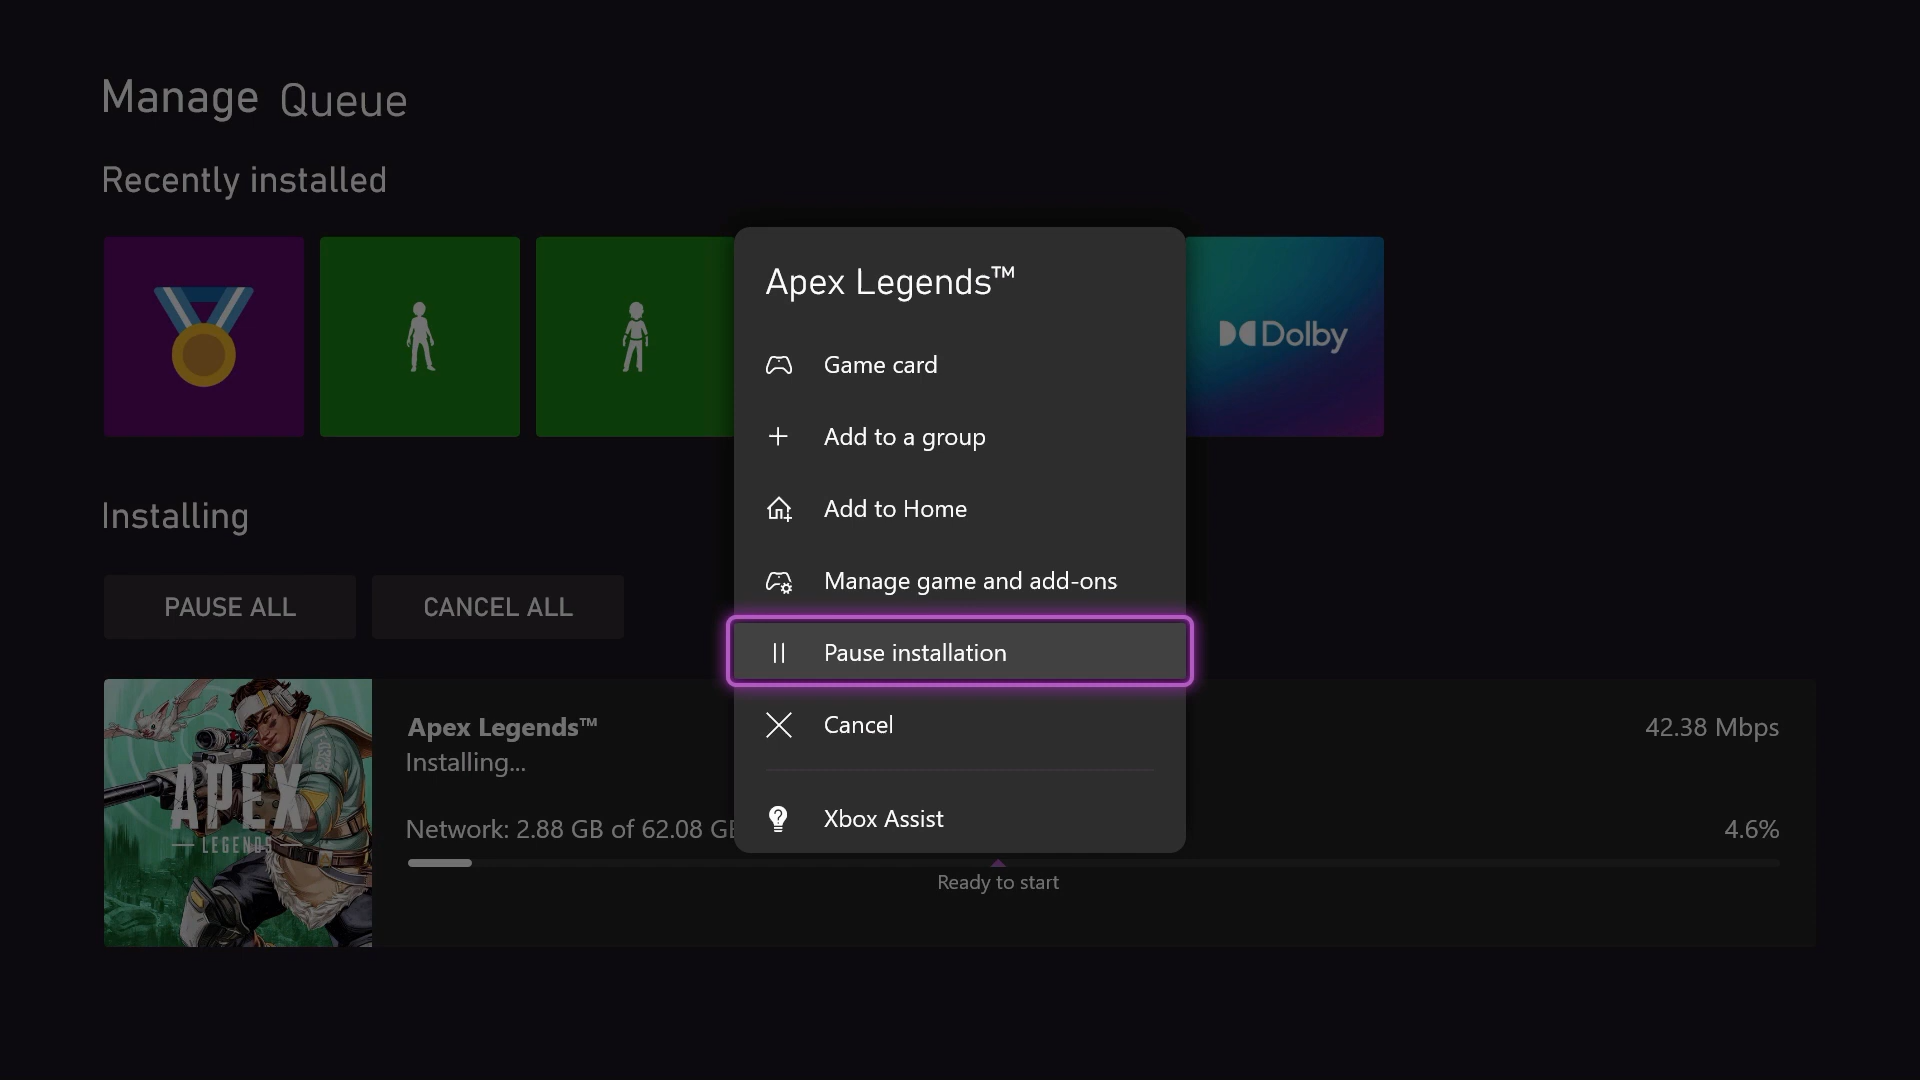 Manage Queue
Recently installed
Dolby
Apex Legends™
Game card
Add to a group
Add to Home
Manage game and add-ons
Pause installation
Cancel
Xbox Assist
Installing
PAUSE ALL
CANCEL ALL
APEX
LEGENDS
Apex Legends™
42.38 Mbps
Installing...
Network: 2.88 GB of 62.08
4.6%
Ready to start